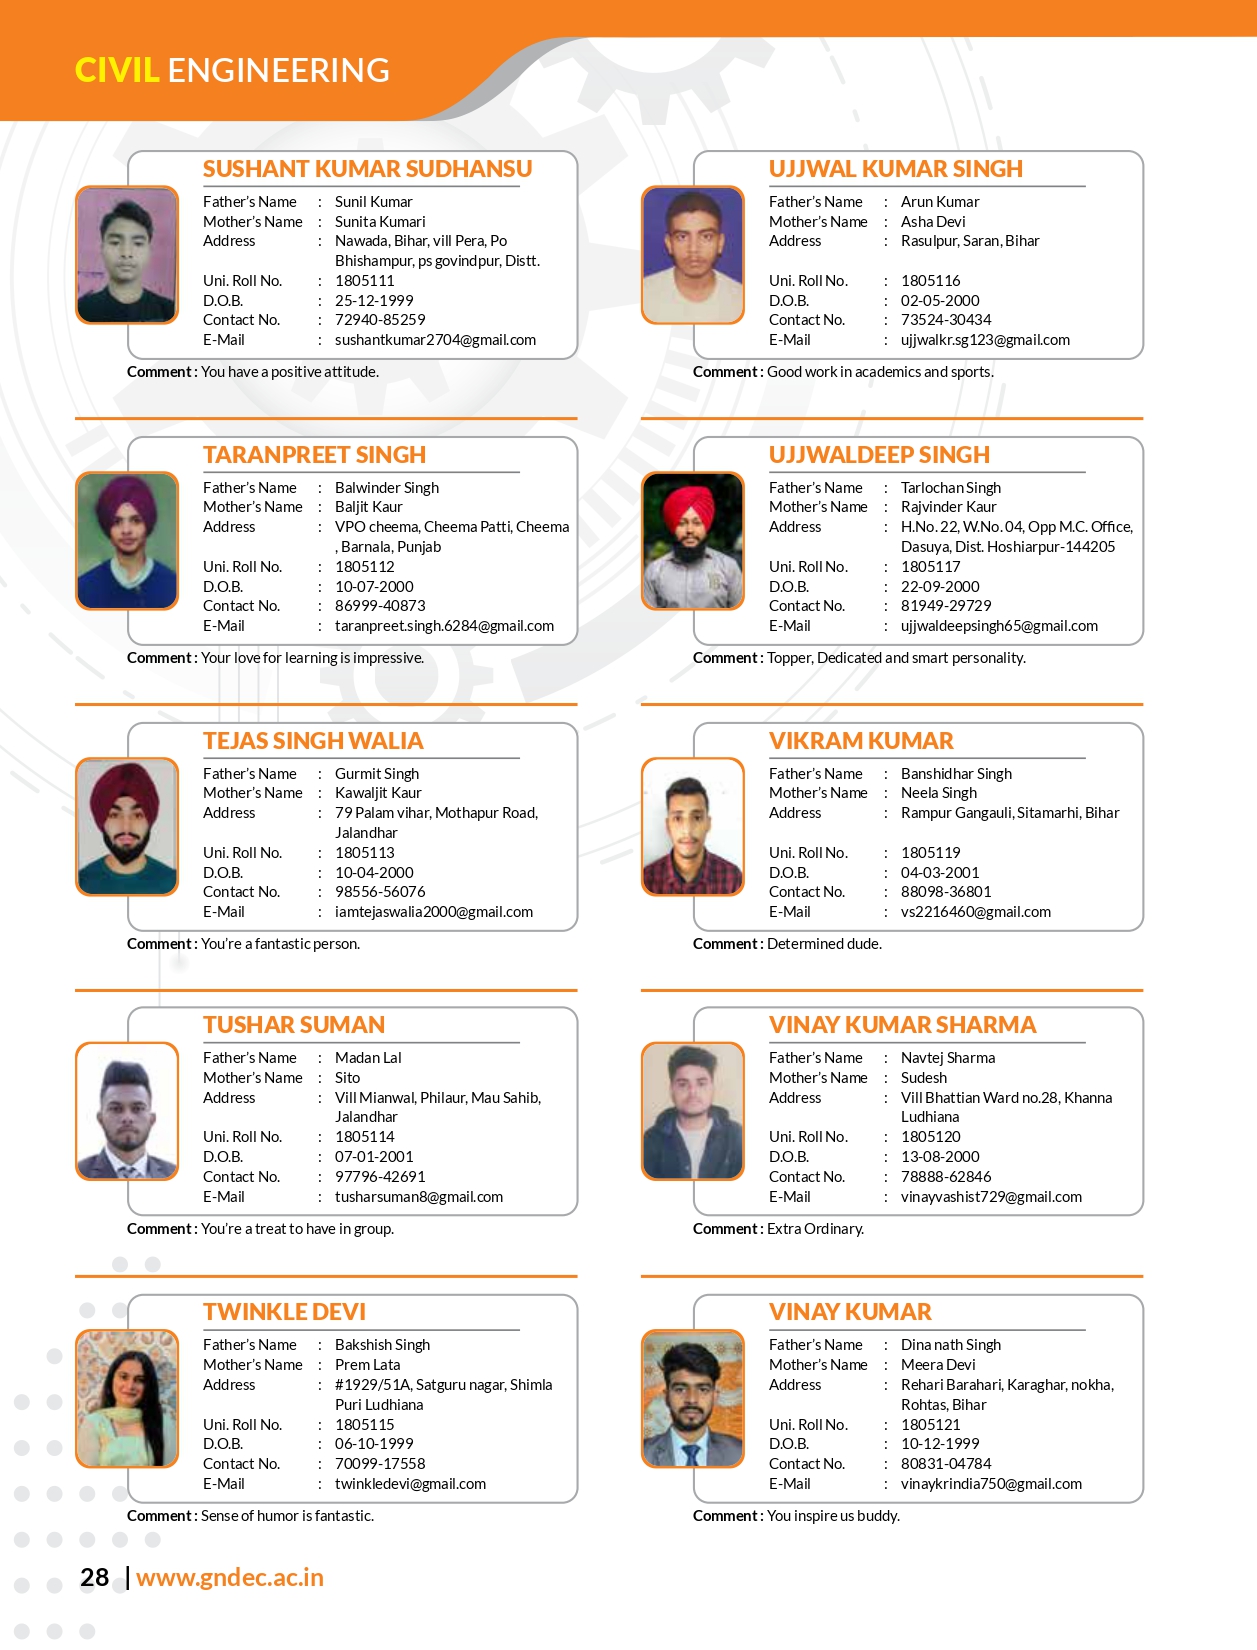 CIVIL ENGINEERING
SUSHANT KUMAR SUDHANSU
Father's Name : Sunil Kumar
Mother's Name : Sunita Kumari
Address : Nawada, Bihar, vill Pera, Po
Bhishampur, ps govindpur, Distt.
Uni. Roll No. : 1805111
D.O.B. : 25-12-1999
Contact No. : 72940-85259
E-Mail : sushantkumar2704@gmail.com
Comment : You have a positive attitude.
TARANPREET SINGH
Father's Name : Balwinder Singh
Mother's Name : Baljit Kaur
Address : VPO cheema, Cheema Patti, Cheema
, Barnala, Punjab
Uni. Roll No. : 1805112
D.O.B. : 10-07-2000
Contact No. : 86999-40873
E-Mail : taranpreet.singh.6284@gmail.com
Comment : Your love for learning is impressive.
TEJAS SINGH WALIA
Father's Name : Gurmit Singh
Mother's Name : Kawaljit Kaur
Address : 79 Palam vihar, Mothapur Road,
Jalandhar
Uni. Roll No. : 1805113
D.O.B. : 10-04-2000
Contact No. : 98556-56076
E-Mail : iamtejaswalia2000@gmail.com
Comment : You're a fantastic person.
TUSHAR SUMAN
Father's Name : Madan Lal
Mother's Name : Sito
Address : Vill Mianwal, Philaur, Mau Sahib,
Jalandhar
Uni. Roll No. : 1805114
D.O.B. : 07-01-2001
Contact No. : 97796-42691
E-Mail : tusharsuman8@gmail.com
Comment : You're a treat to have in group.
TWINKLE DEVI
Father's Name : Bakshish Singh
Mother's Name : Prem Lata
Address : #1929/51A, Satguru nagar, Shimla
Puri Ludhiana
Uni. Roll No. : 1805115
D.O.B. : 06-10-1999
Contact No. : 70099-17558
E-Mail : twinkledevi@gmail.com
Comment : Sense of humor is fantastic.
UJJWAL KUMAR SINGH
Father's Name : Arun Kumar
Mother's Name : Asha Devi
Address : Rasulpur, Saran, Bihar
Uni. Roll No. : 1805116
D.O.B. : 02-05-2000
Contact No. : 73524-30434
E-Mail : ujjwalkr.sg123@gmail.com
Comment : Good work in academics and sports.
UJJWALDEEP SINGH
Father's Name : Tarlochan Singh
Mother's Name : Rajvinder Kaur
Address : H.No. 22, W.No. 04, Opp M.C. Office,
Dasuya, Dist. Hoshiarpur-144205
Uni. Roll No. : 1805117
D.O.B. : 22-09-2000
Contact No. : 81949-29729
E-Mail : ujjwaldeepsingh65@gmail.com
Comment : Topper, Dedicated and smart personality.
VIKRAM KUMAR
Father's Name : Banshidhar Singh
Mother's Name : Neela Singh
Address : Rampur Gangauli, Sitamarhi, Bihar
Uni. Roll No. : 1805119
D.O.B. : 04-03-2001
Contact No. : 88098-36801
E-Mail : vs2216460@gmail.com
Comment : Determined dude.
VINAY KUMAR SHARMA
Father's Name : Navtej Sharma
Mother's Name : Sudesh
Address : Vill Bhattian Ward no.28, Khanna
Ludhiana
Uni. Roll No. : 1805120
D.O.B. : 13-08-2000
Contact No. : 78888-62846
E-Mail : vinayvashist729@gmail.com
Comment : Extra Ordinary.
VINAY KUMAR
Father's Name : Dina nath Singh
Mother's Name : Meera Devi
Address : Rehari Barahari, Karaghar, nokha,
Rohtas, Bihar
Uni. Roll No. : 1805121
D.O.B. : 10-12-1999
Contact No. : 80831-04784
E-Mail : vinaykrindia750@gmail.com
Comment : You inspire us buddy.
28 | www.gndec.ac.in